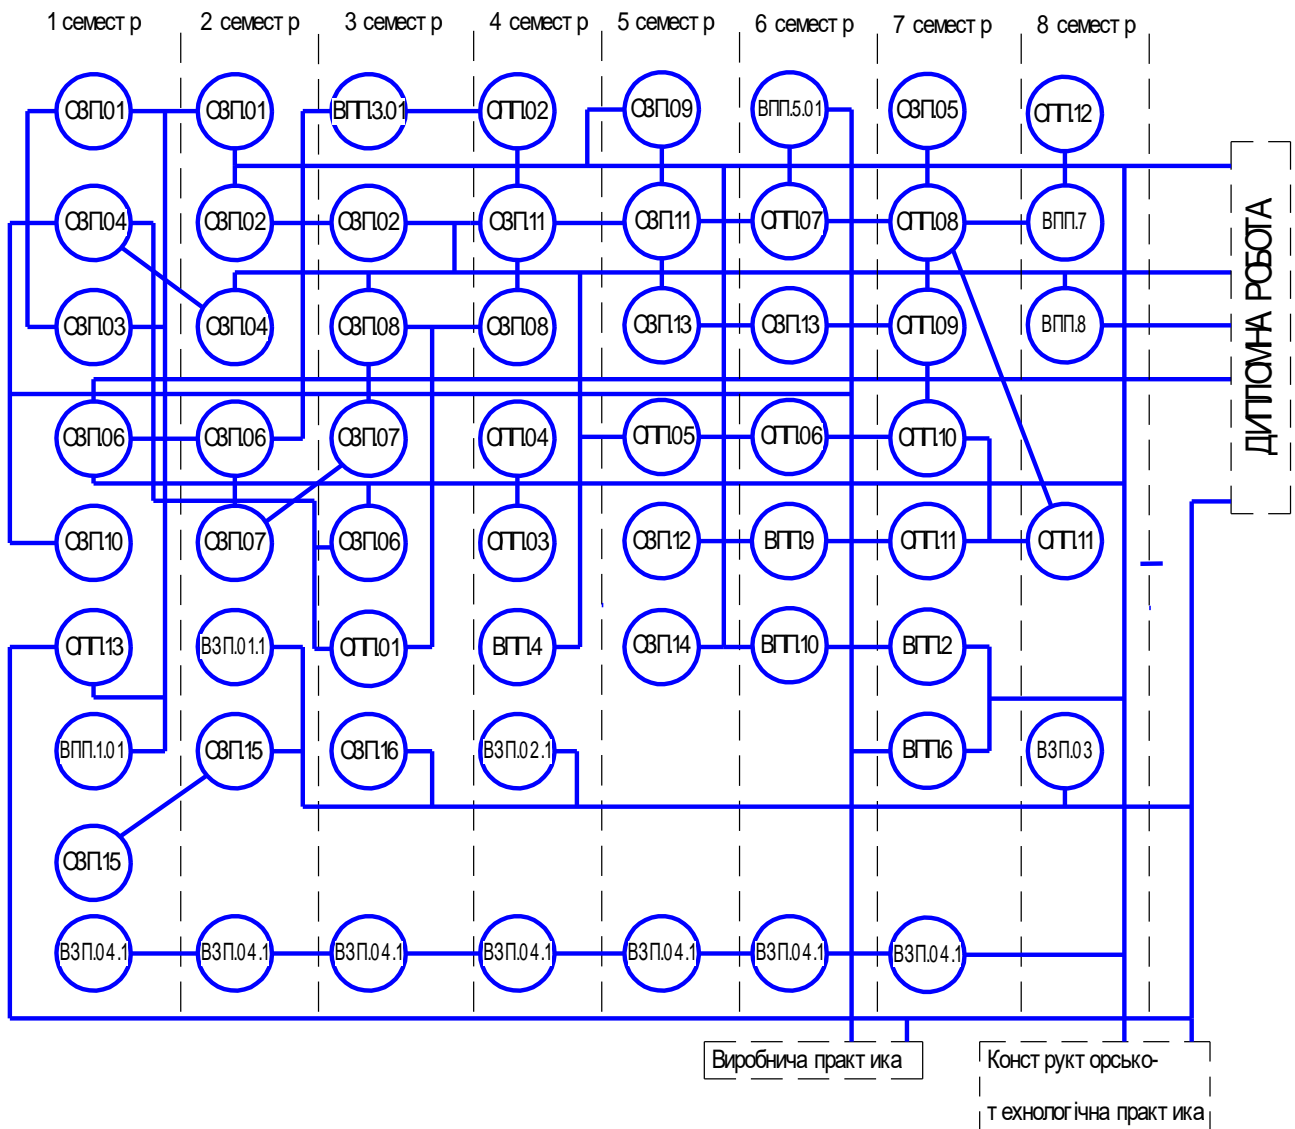 1 семестр 2 семестр 3 семестр 4 семестр 5 семестр 6 семестр 7 семестр 8 семестр
ОЗП.01 ОЗП.01 ВПП.3.01 ОПП.02 ОЗП.09 ВПП.5.01 ОЗП.05 ОПП.12
ОЗП.04 ОЗП.02 ОЗП.02 ОЗП.11 ОЗП.11 ОПП.07 ОПП.08 ВПП.7
ОЗП.03 ОЗП.04 ОЗП.08 ОЗП.08 ОЗП.13 ОЗП.13 ОПП.09 ВПП.8
ОЗП.06 ОЗП.06 ОЗП.07 ОПП.04 ОПП.05 ОПП.06 ОПП.10
ОЗП.10 ОЗП.07 ОЗП.06 ОПП.03 ОЗП.12 ВПП.9 ОПП.11 ОПП.11
ОПП.13 ВЗП.01.1 ОПП.01 ВПП.4 ОЗП.14 ВПП.10 ВПП.2
ВПП.1.01 ОЗП.15 ОЗП.16 ВЗП.02.1 ВПП.6 ВЗП.03
ОЗП.15
ВЗП.04.1 ВЗП.04.1 ВЗП.04.1 ВЗП.04.1 ВЗП.04.1 ВЗП.04.1 ВЗП.04.1
ДИПЛОМНА РОБОТА
Виробнича практика
Конструкторсько-
технологічна практика